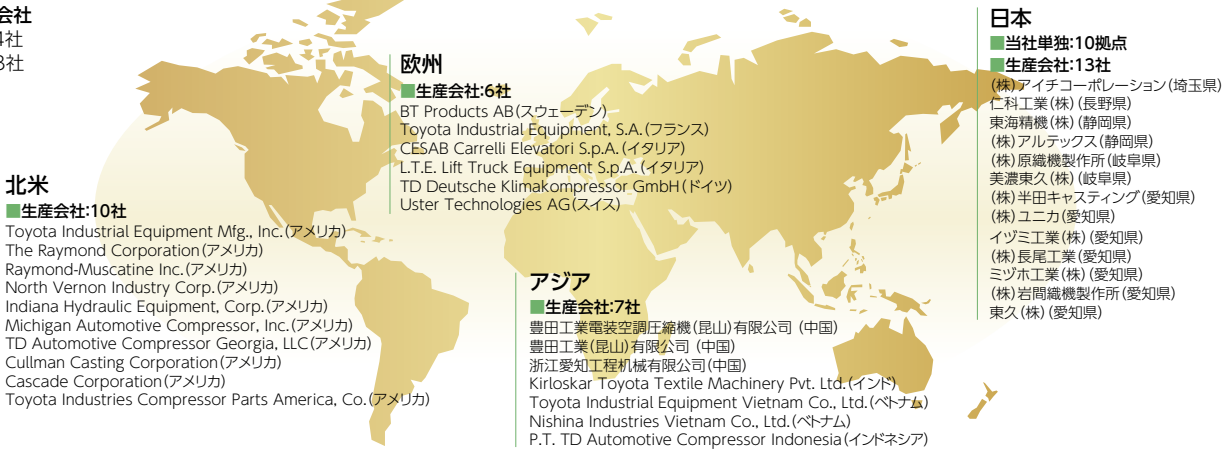 会社
4社
3社
北米
■生産会社:10社
Toyota Industrial Equipment Mfg., Inc.(アメリカ)
The Raymond Corporation(アメリカ)
Raymond-Muscatine Inc.(アメリカ)
North Vernon Industry Corp.(アメリカ)
Indiana Hydraulic Equipment, Corp.(アメリカ)
Michigan Automotive Compressor, Inc.(アメリカ)
TD Automotive Compressor Georgia, LLC(アメリカ)
Cullman Casting Corporation(アメリカ)
Cascade Corporation(アメリカ)
Toyota Industries Compressor Parts America, Co.(アメリカ)
欧州
■生産会社:6社
BT Products AB(スウェーデン)
Toyota Industrial Equipment, S.A.(フランス)
CESAB Carrelli Elevatori S.p.A.(イタリア)
L.T.E. Lift Truck Equipment S.p.A.(イタリア)
TD Deutsche Klimakompressor GmbH(ドイツ)
Uster Technologies AG(スイス)
アジア
■生産会社:7社
豊田工業電装空調圧縮機(昆山)有限公司 (中国)
豊田工業(昆山)有限公司 (中国)
浙江愛知工程机械有限公司(中国)
Kirloskar Toyota Textile Machinery Pvt. Ltd.(インド)
Toyota Industrial Equipment Vietnam Co., Ltd.(ベトナム)
Nishina Industries Vietnam Co., Ltd.(ベトナム)
P.T. TD Automotive Compressor Indonesia(インドネシア)
日本
■当社単独:10拠点
■生産会社:13社
(株)アイチコーポレーション(埼玉県)
仁科工業(株)(長野県)
東海精機(株)(静岡県)
(株)アルテックス(静岡県)
(株)原織機製作所(岐阜県)
美濃東久(株)(岐阜県)
(株)半田キャスティング(愛知県)
(株)ユニカ(愛知県)
イヅミ工業(株)(愛知県)
(株)長尾工業(愛知県)
ミヅホ工業(株)(愛知県)
(株)岩間織機製作所(愛知県)
東久(株)(愛知県)